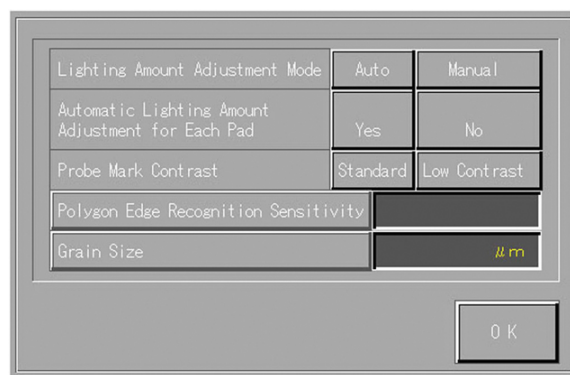 Lighting Amount Adjustment Mode Auto Manual
Automatic Lighting Amount
Adjustment for Each Pad Yes No
Probe Mark Contrast Standard Low Contrast
Polygon Edge Recognition Sensitivity
Grain Size μm
OK